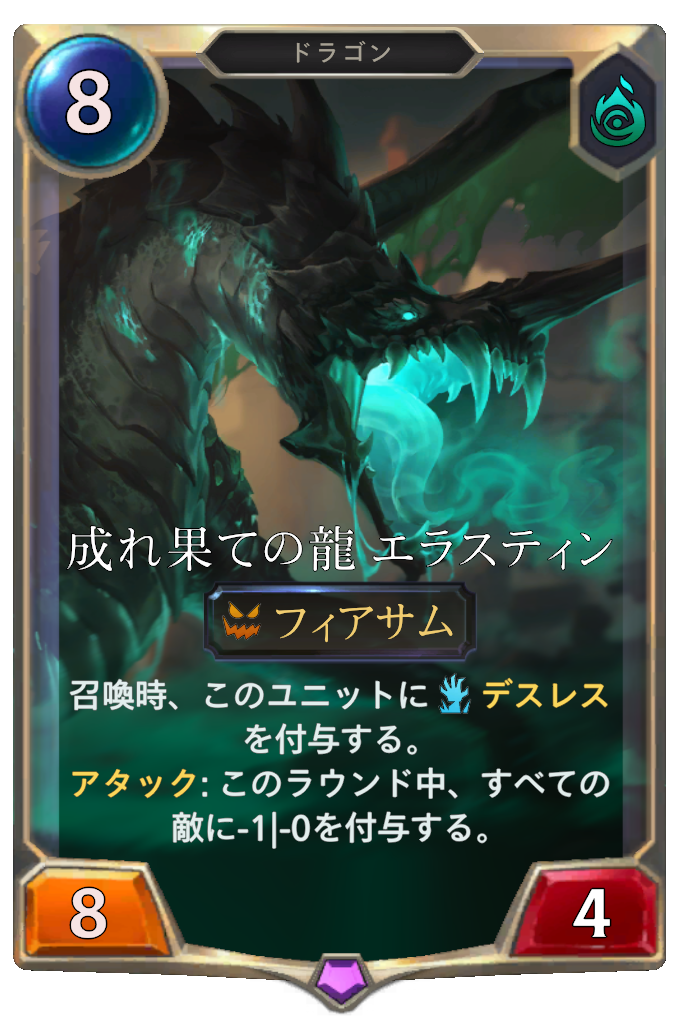 8
ドラゴン
成れ果ての龍 エラスティン
フィアサム
召喚時、このユニットに デスレス
を付与する。
アタック: このラウンド中、すべての
敵に-1|-0を付与する。
8
4